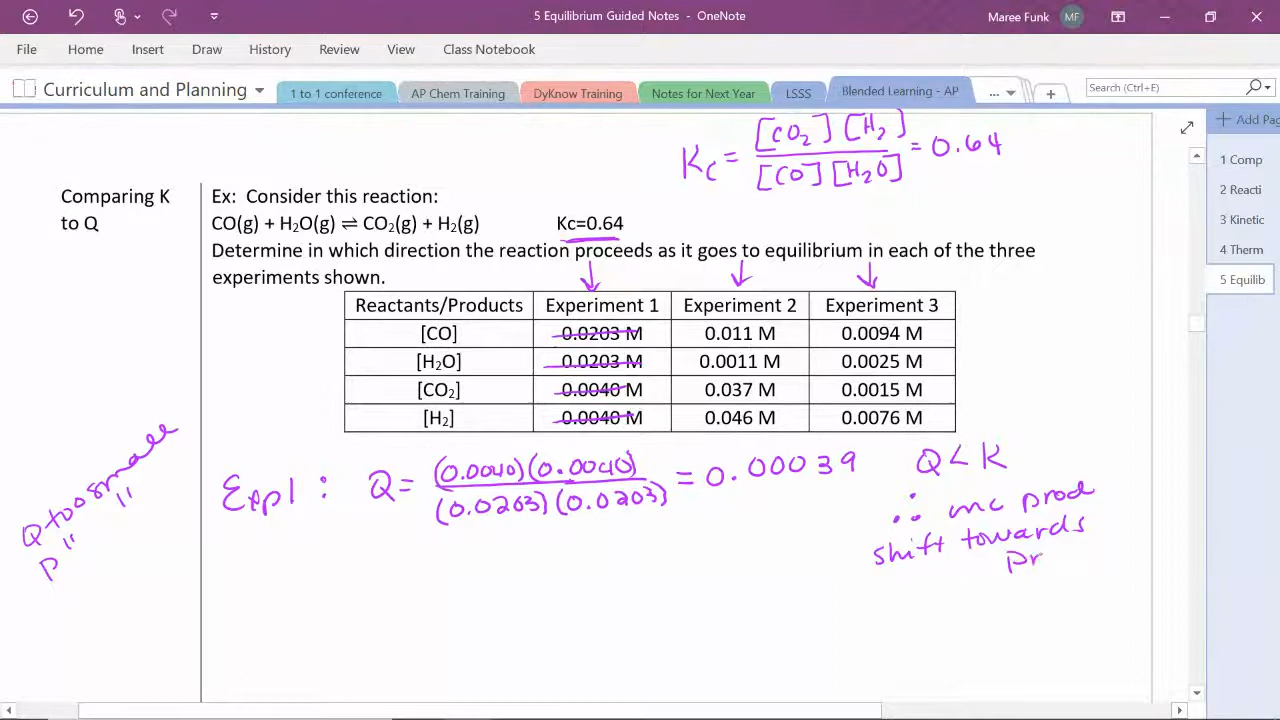 5 Equilibrium Guided Notes - OneNote
Maree Funk MF
File Home Insert Draw History Review View Class Notebook
Curriculum and Planning
1 to 1 conference AP Chem Training DyKnow Training Notes for Next Year LSSS Blended Learning - AP ... Search (Ctrl+E)
Add Pag
1 Comp
2 Reacti
3 Kinetic
4 Therm
5 Equilib
Kc = [CO₂] [H₂] / [CO] [H₂O] = 0.64
Comparing K
to Q
Ex: Consider this reaction:
CO(g) + H₂O(g) ⇌ CO₂(g) + H₂(g) Kc=0.64
Determine in which direction the reaction proceeds as it goes to equilibrium in each of the three
experiments shown.
Reactants/Products Experiment 1 Experiment 2 Experiment 3
[CO] 0.0203 M 0.011 M 0.0094 M
[H₂O] 0.0203 M 0.0011 M 0.0025 M
[CO₂] 0.0040 M 0.037 M 0.0015 M
[H₂] 0.0040 M 0.046 M 0.0076 M
Exp 1 : Q = (0.0040)(0.0040) / (0.0203)(0.0203) = 0.00039
Q < K
∴ inc prod
shift towards
pr
Q too small
P " "